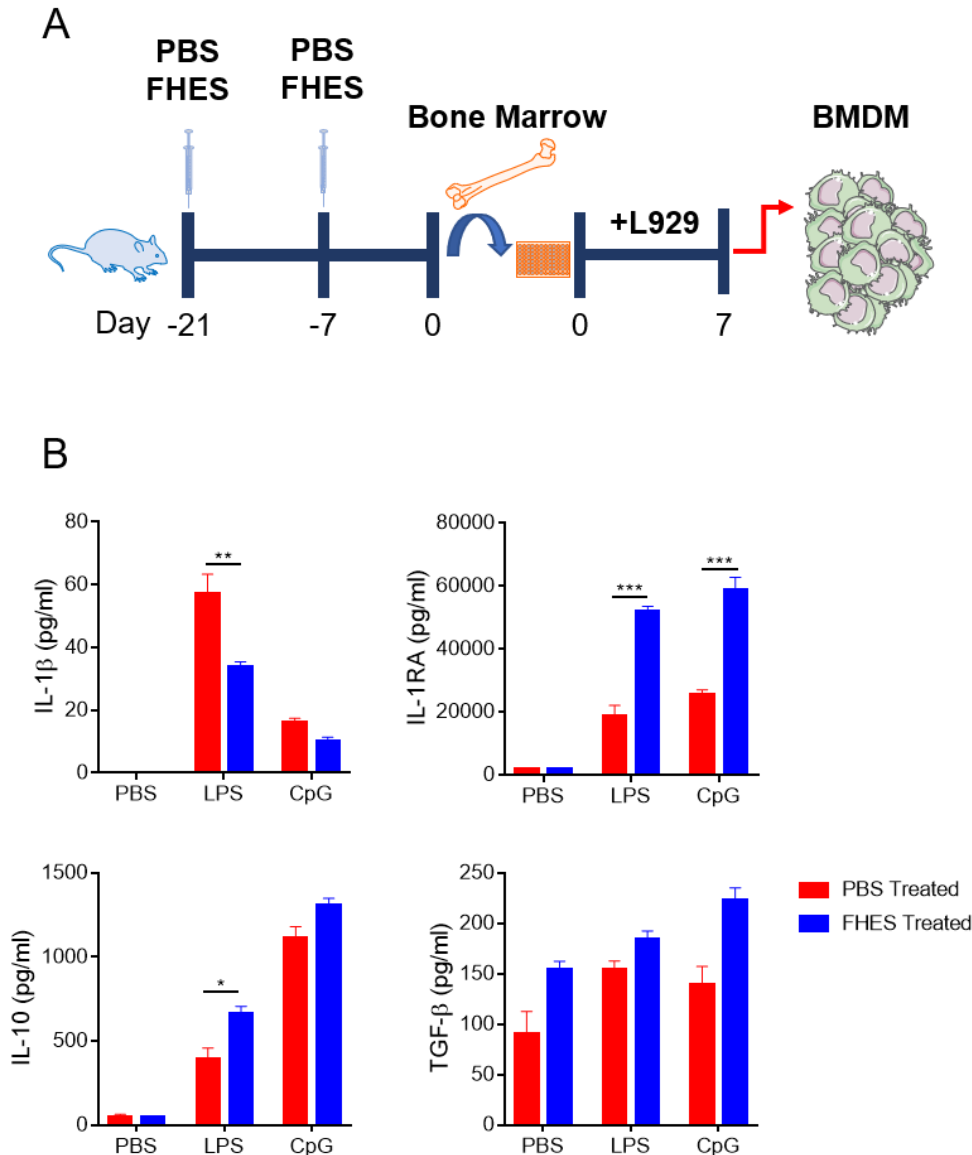 A
PBS
FHES
PBS
FHES
Bone Marrow
BMDM
+L929
Day -21 -7 0 0 7
B
IL-1β (pg/ml)
80
60
40
20
0
**
PBS LPS CpG
IL-1RA (pg/ml)
80000
60000
40000
20000
0
*** ***
PBS LPS CpG
IL-10 (pg/ml)
1500
1000
500
0
*
PBS LPS CpG
TGF-β (pg/ml)
250
200
150
100
50
0
PBS LPS CpG
PBS Treated
FHES Treated